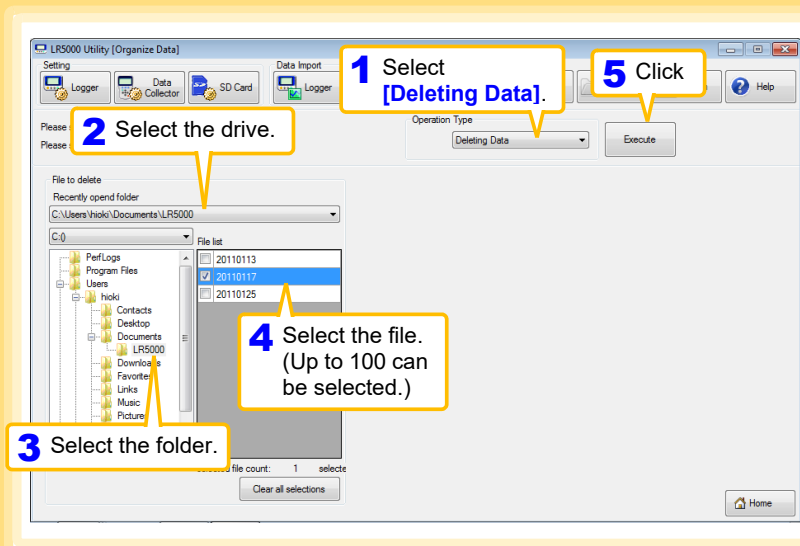 LR5000 Utility [Organize Data]
Setting
Data Import
Logger
Data
Collector
SD Card
Logger
Help
1 Select
[Deleting Data].
5 Click
Please
Please
2 Select the drive.
Operation Type
Deleting Data
Execute
File to delete
Recently opend folder
C:\Users\hioki\Documents\LR5000
C:()
File list
PerfLogs
Program Files
Users
hioki
Contacts
Desktop
Documents
LR5000
Downloads
Favorites
Links
Music
Pictures
20110113
20110117
20110125
4 Select the file.
(Up to 100 can
be selected.)
3 Select the folder.
file count: 1 selecte
Clear all selections
Home